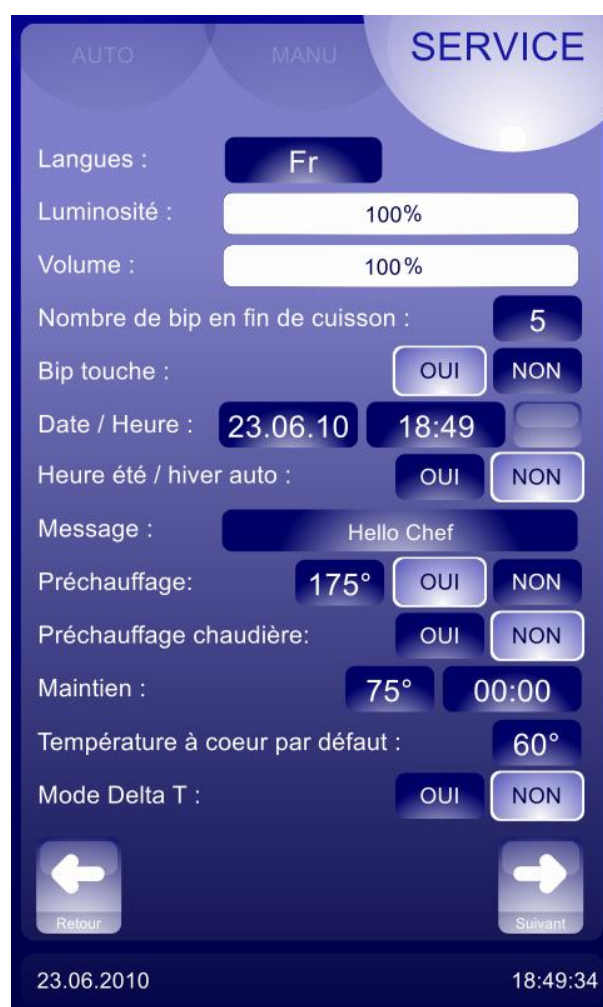 AUTO MANU SERVICE
Langues : Fr
Luminosité : 100%
Volume : 100%
Nombre de bip en fin de cuisson : 5
Bip touche : OUI NON
Date / Heure : 23.06.10 18:49
Heure été / hiver auto : OUI NON
Message : Hello Chef
Préchauffage: 175° OUI NON
Préchauffage chaudière: OUI NON
Maintien : 75° 00:00
Température à coeur par défaut : 60°
Mode Delta T : OUI NON
Retour Suivant
23.06.2010 18:49:34